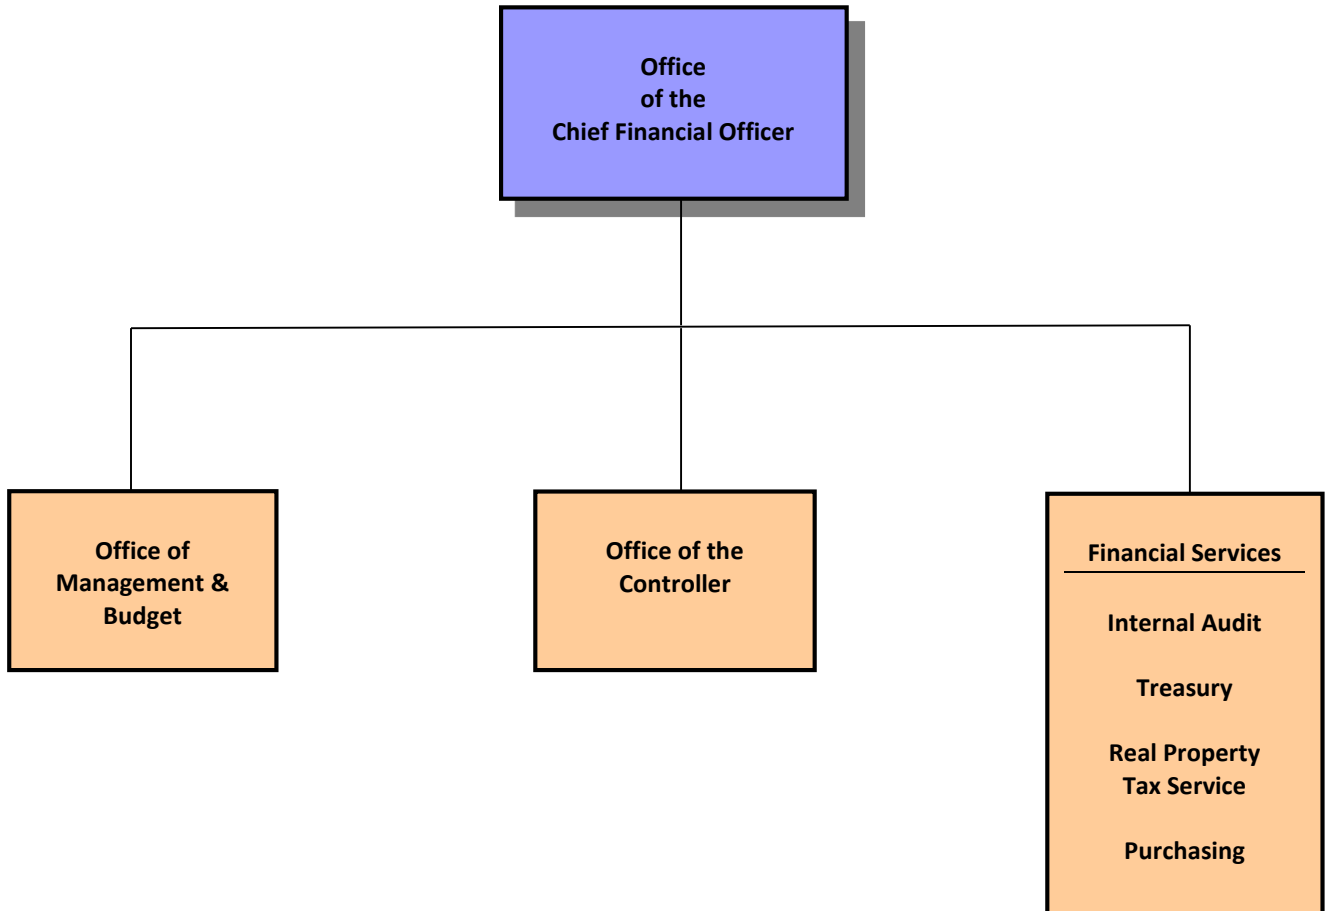 Office
of the
Chief Financial Officer
Office of
Management &
Budget
Office of the
Controller
Financial Services
Internal Audit
Treasury
Real Property
Tax Service
Purchasing